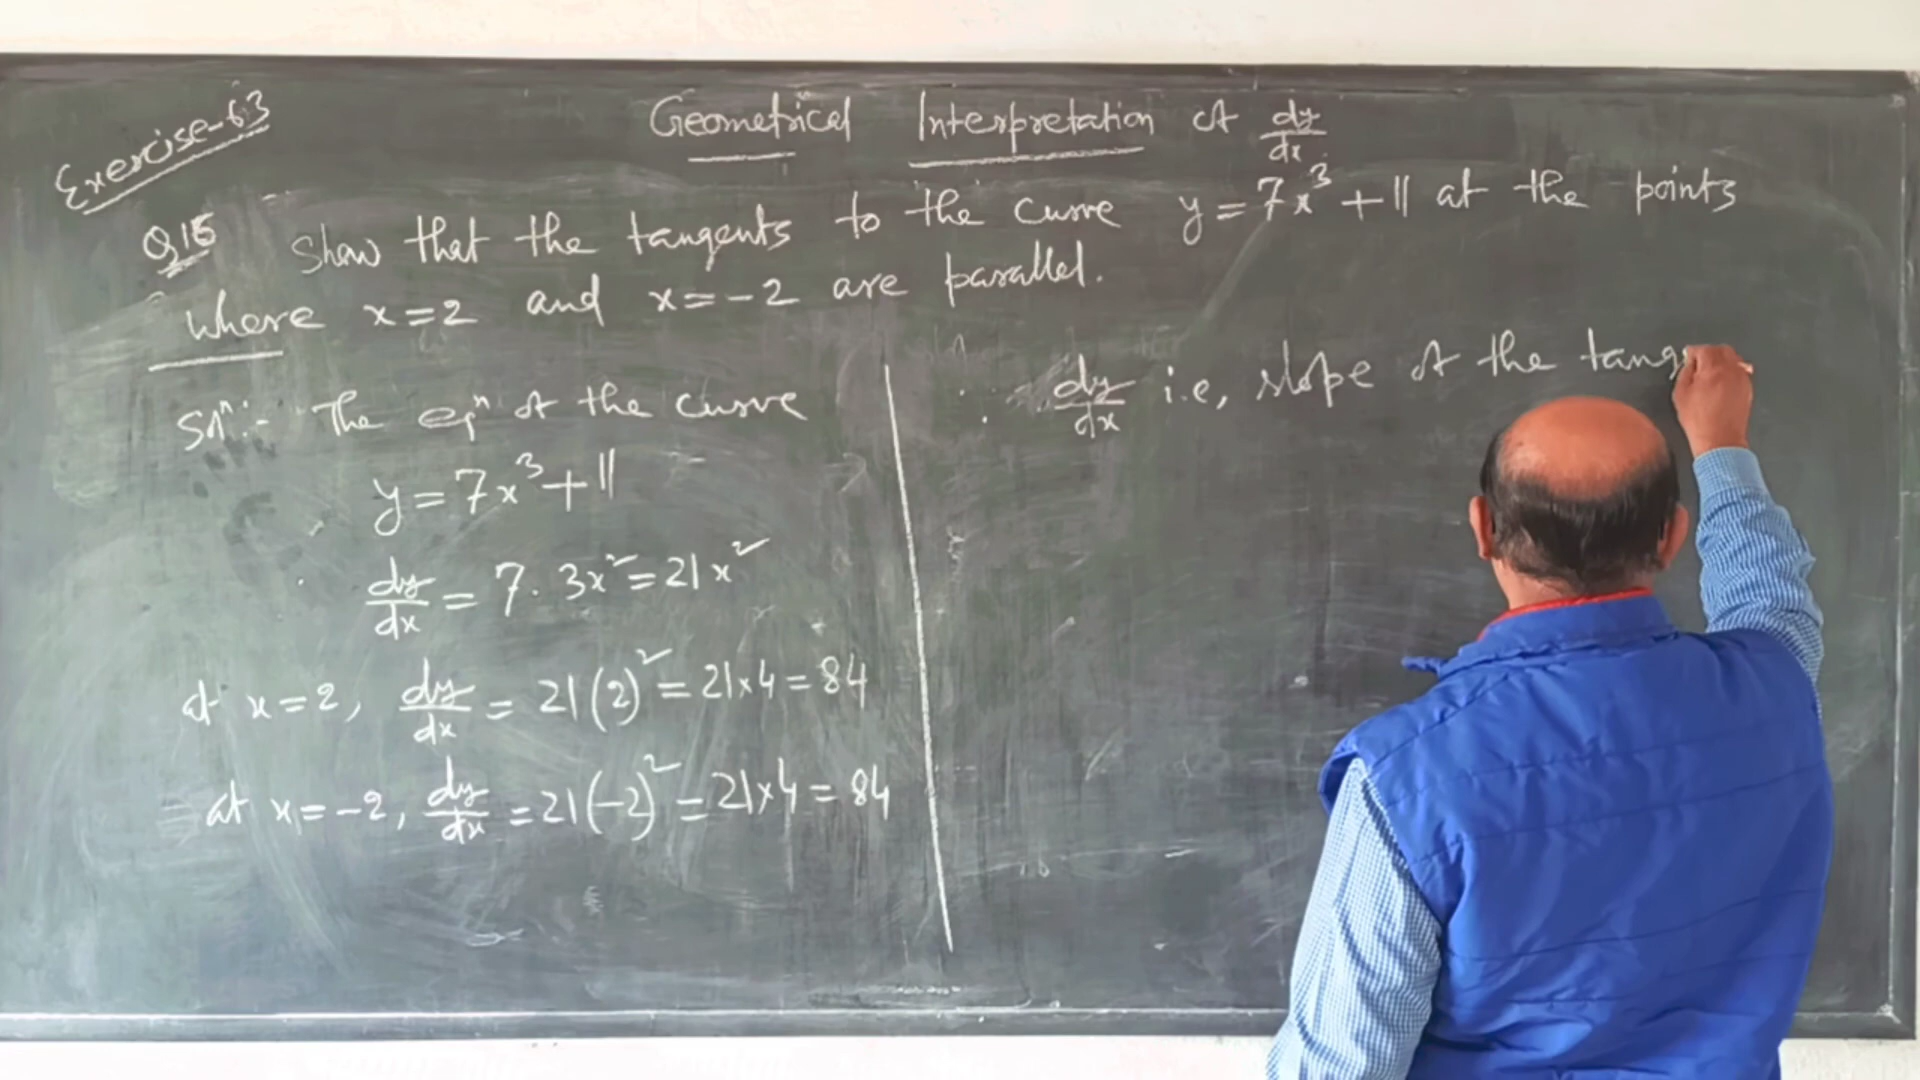 Exercise-6.3
Geometrical Interpretation of dy/dx
Q15 Show that the tangents to the curve y = 7x³ + 11 at the points
where x = 2 and x = -2 are parallel.
Solⁿ:- The eqⁿ of the curve
y = 7x³ + 11
dy/dx = 7. 3x² = 21x²
at x = 2, dy/dx = 21(2)² = 21×4 = 84
at x = -2, dy/dx = 21(-2)² = 21×4 = 84
∴ dy/dx i.e, slope of the tange